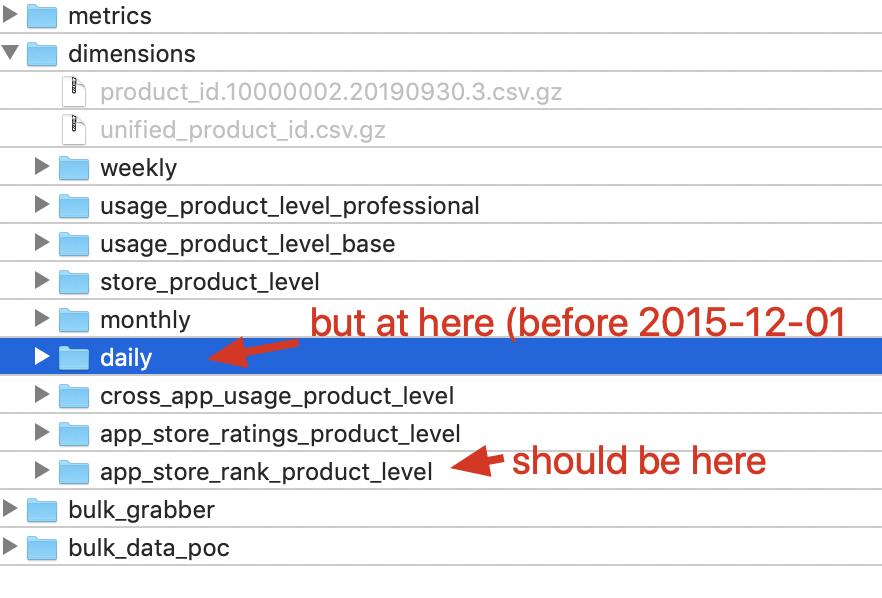 metrics
dimensions
product_id.10000002.20190930.3.csv.gz
unified_product_id.csv.gz
weekly
usage_product_level_professional
usage_product_level_base
store_product_level
monthly
but at here (before 2015-12-01
daily
cross_app_usage_product_level
app_store_ratings_product_level
should be here
app_store_rank_product_level
bulk_grabber
bulk_data_poc